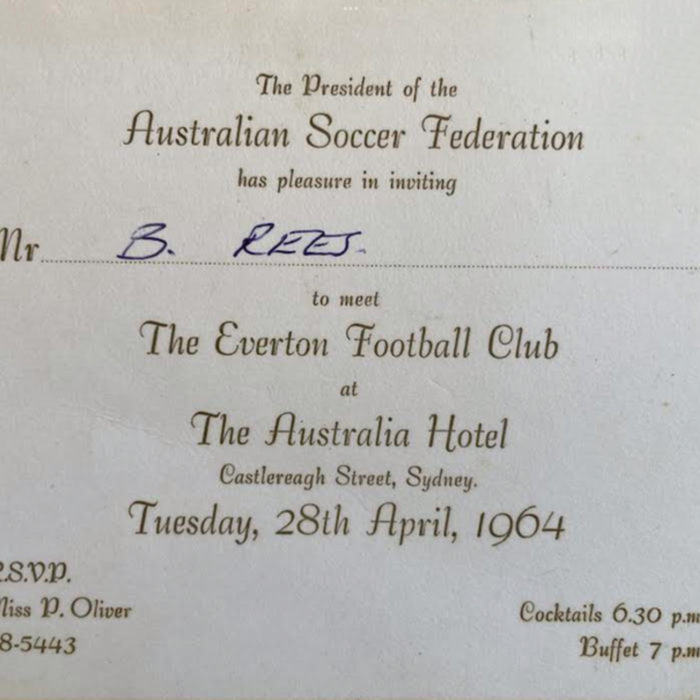 The President of the
Australian Soccer Federation
has pleasure in inviting
Mr B. REES.
to meet
The Everton Football Club
at
The Australia Hotel
Castlereagh Street, Sydney.
Tuesday, 28th April, 1964
R.S.V.P.
Miss P. Oliver
8-5443
Cocktails 6.30 p.m
Buffet 7 p.m